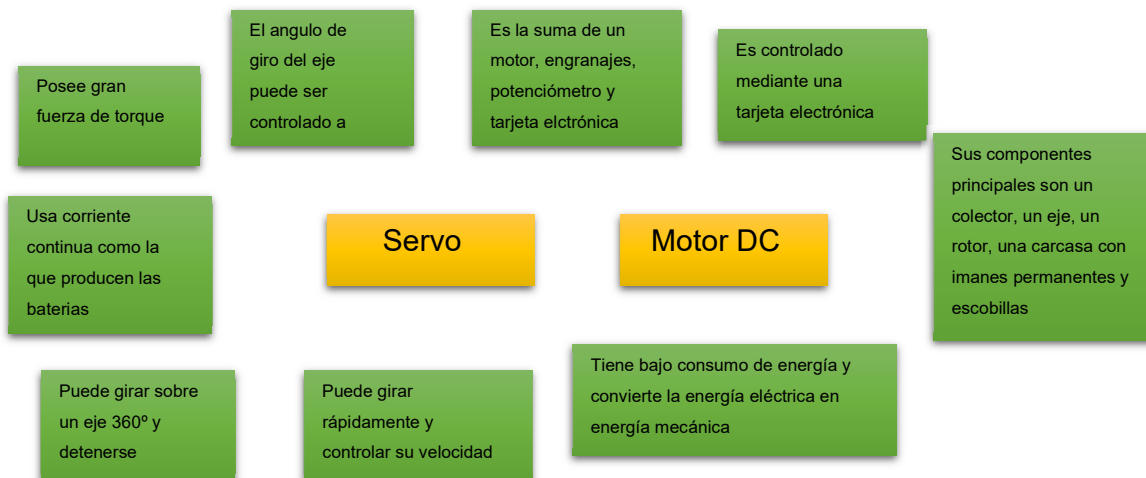 El angulo de
giro del eje
puede ser
controlado a
Es la suma de un
motor, engranajes,
potenciómetro y
tarjeta elctrónica
Es controlado
mediante una
tarjeta electrónica
Posee gran
fuerza de torque
Sus componentes
principales son un
colector, un eje, un
rotor, una carcasa con
imanes permanentes y
escobillas
Usa corriente
continua como la
que producen las
baterias
Servo
Motor DC
Tiene bajo consumo de energía y
convierte la energía eléctrica en
energía mecánica
Puede girar sobre
un eje 360º y
detenerse
Puede girar
rápidamente y
controlar su velocidad